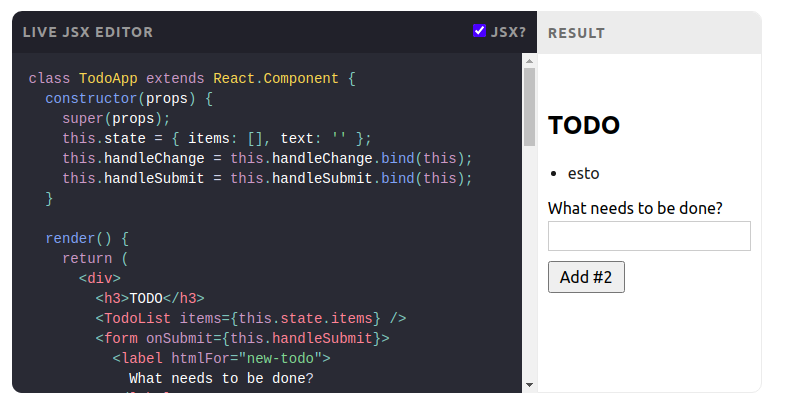 LIVE JSX EDITOR
JSX?
class TodoApp extends React.Component {
  constructor(props) {
    super(props);
    this.state = { items: [], text: '' };
    this.handleChange = this.handleChange.bind(this);
    this.handleSubmit = this.handleSubmit.bind(this);
  }

  render() {
    return (
      <div>
        <h3>TODO</h3>
        <TodoList items={this.state.items} />
        <form onSubmit={this.handleSubmit}>
          <label htmlFor="new-todo">
            What needs to be done?
RESULT
TODO
• esto
What needs to be done?
Add #2